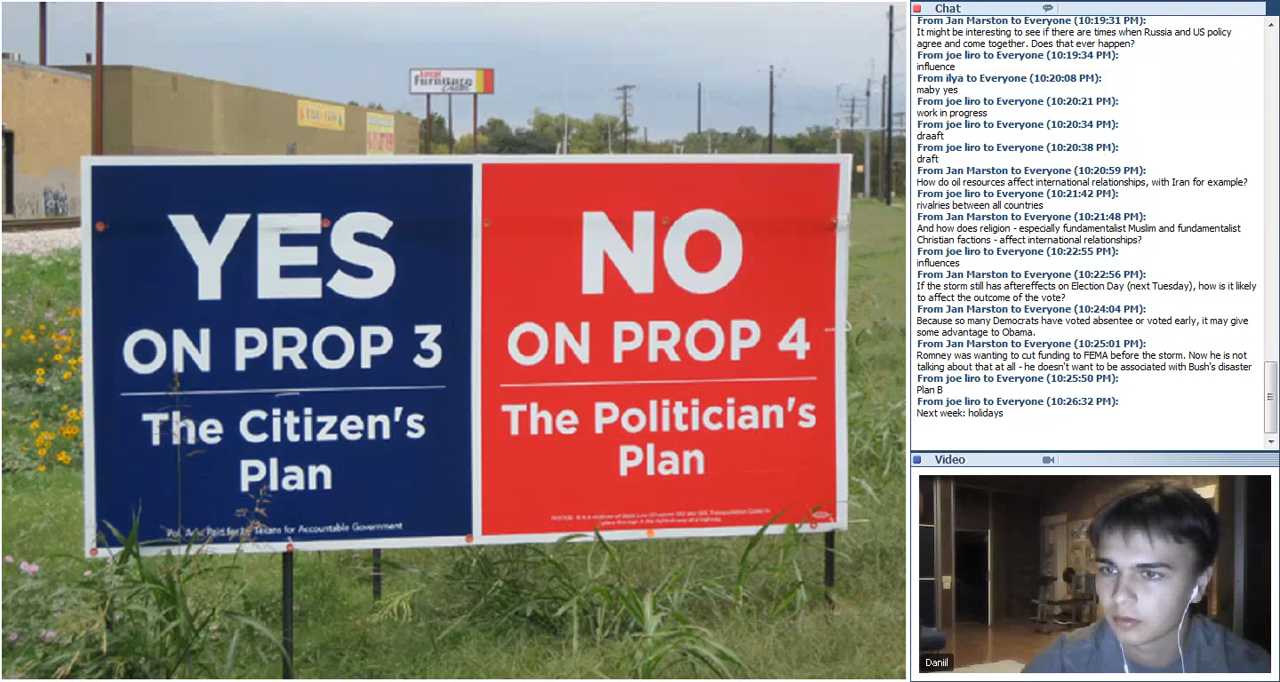 Local
Furniture
YES
ON PROP 3
The Citizen's
Plan
for Accountable Government
NO
ON PROP 4
The Politician's
Plan
Chat
From Jan Marston to Everyone (10:19:31 PM):
It might be interesting to see if there are times when Russia and US policy
agree and come together. Does that ever happen?
From joe liro to Everyone (10:19:34 PM):
influence
From ilya to Everyone (10:20:08 PM):
maby yes
From joe liro to Everyone (10:20:21 PM):
work in progress
From joe liro to Everyone (10:20:34 PM):
draaft
From joe liro to Everyone (10:20:38 PM):
draft
From Jan Marston to Everyone (10:20:59 PM):
How do oil resources affect international relationships, with Iran for example?
From joe liro to Everyone (10:21:42 PM):
rivalries between all countries
From Jan Marston to Everyone (10:21:48 PM):
And how does religion - especially fundamentalist Muslim and fundamentalist
Christian factions - affect international relationships?
From joe liro to Everyone (10:22:55 PM):
influences
From Jan Marston to Everyone (10:22:56 PM):
If the storm still has aftereffects on Election Day (next Tuesday), how is it likely
to affect the outcome of the vote?
From Jan Marston to Everyone (10:24:04 PM):
Because so many Democrats have voted absentee or voted early, it may give
some advantage to Obama.
From Jan Marston to Everyone (10:25:01 PM):
Romney was wanting to cut funding to FEMA before the storm. Now he is not
talking about that at all - he doesn't want to be associated with Bush's disaster
From joe liro to Everyone (10:25:50 PM):
Plan B
From joe liro to Everyone (10:26:32 PM):
Next week: holidays
Video
Daniil